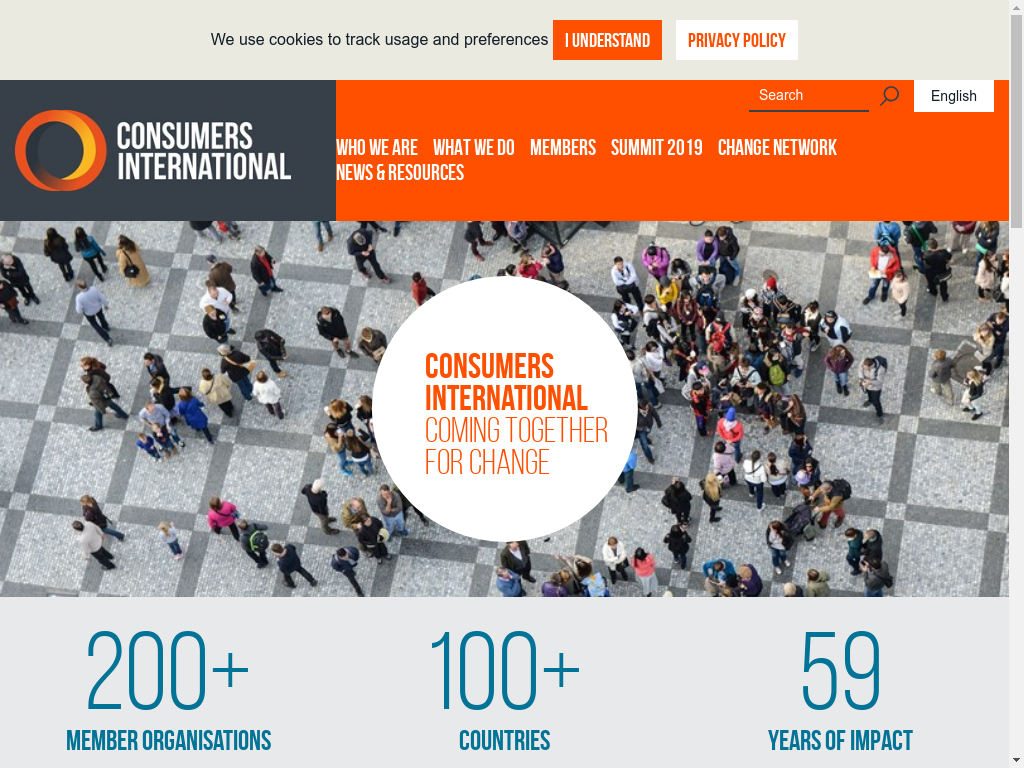 We use cookies to track usage and preferences I UNDERSTAND PRIVACY POLICY
Search English
CONSUMERS
INTERNATIONAL
WHO WE ARE WHAT WE DO MEMBERS SUMMIT 2019 CHANGE NETWORK
NEWS & RESOURCES
CONSUMERS
INTERNATIONAL
COMING TOGETHER
FOR CHANGE
200+ 100+ 59
MEMBER ORGANISATIONS COUNTRIES YEARS OF IMPACT